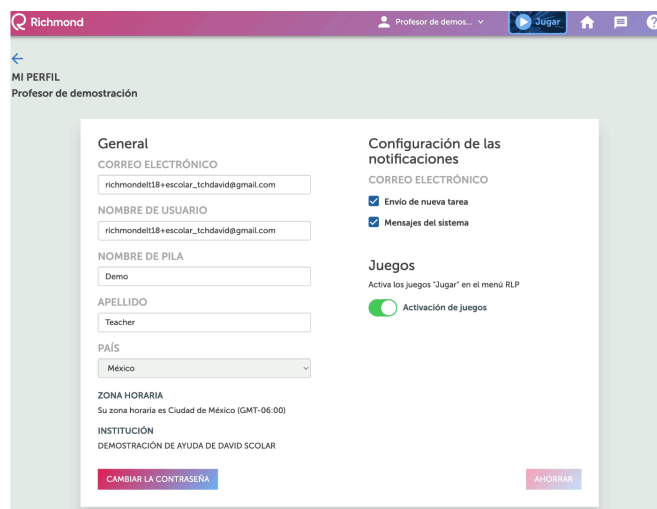 Richmond
Profesor de demos...
Jugar
MI PERFIL
Profesor de demostración
General
CORREO ELECTRÓNICO
richmondelt18+escolar_tchdavid@gmail.com
NOMBRE DE USUARIO
richmondelt18+escolar_tchdavid@gmail.com
NOMBRE DE PILA
Demo
APELLIDO
Teacher
PAÍS
México
ZONA HORARIA
Su zona horaria es Ciudad de México (GMT-06:00)
INSTITUCIÓN
DEMOSTRACIÓN DE AYUDA DE DAVID SCOLAR
CAMBIAR LA CONTRASEÑA
Configuración de las
notificaciones
CORREO ELECTRÓNICO
Envío de nueva tarea
Mensajes del sistema
Juegos
Activa los juegos "Jugar" en el menú RLP
Activación de juegos
AHORRAR